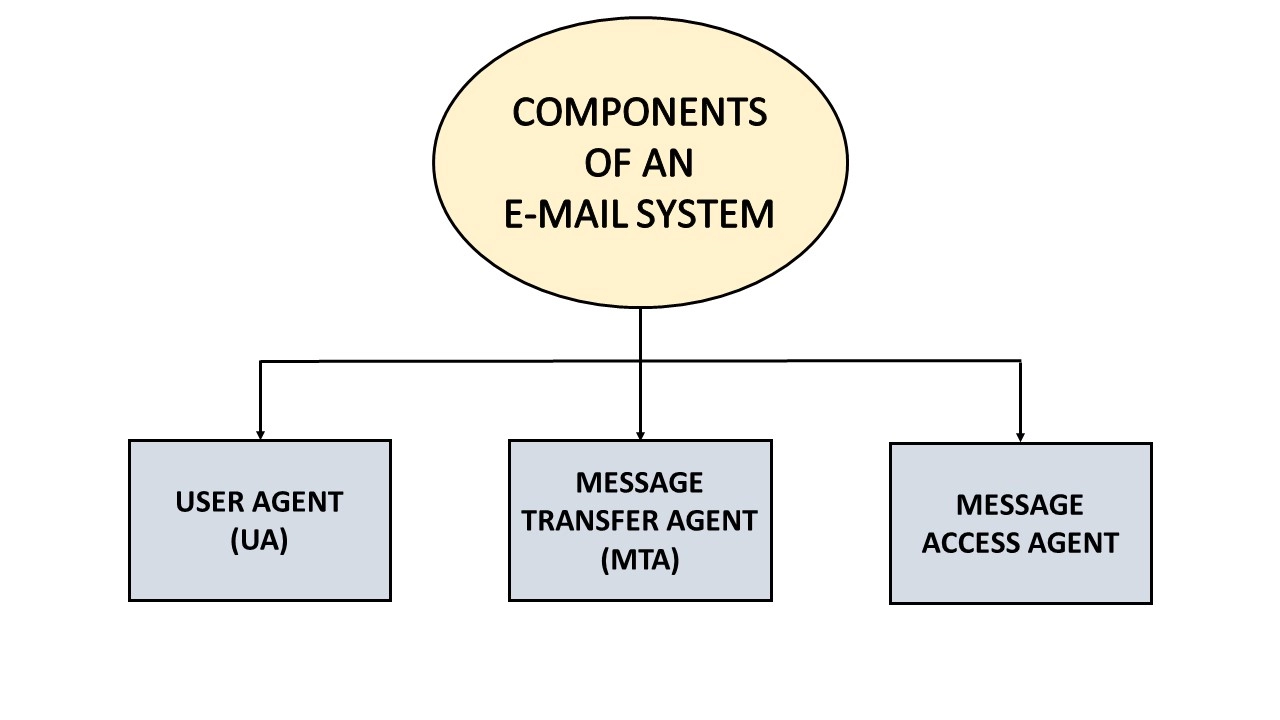 COMPONENTS
OF AN
E-MAIL SYSTEM
USER AGENT
(UA)
MESSAGE
TRANSFER AGENT
(MTA)
MESSAGE
ACCESS AGENT